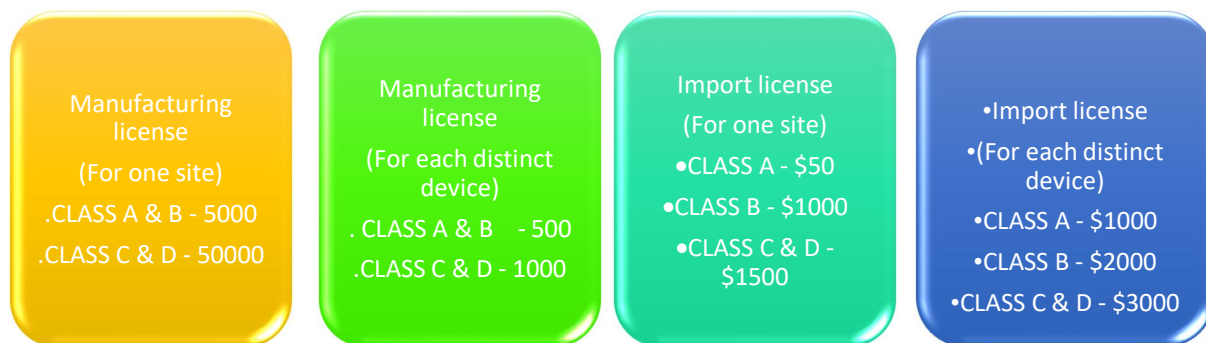 Manufacturing
license
(For one site)
.CLASS A & B - 5000
.CLASS C & D - 50000
Manufacturing
license
(For each distinct
device)
. CLASS A & B - 500
.CLASS C & D - 1000
Import license
(For one site)
•CLASS A - $50
•CLASS B - $1000
•CLASS C & D -
$1500
•Import license
•(For each distinct
device)
•CLASS A - $1000
•CLASS B - $2000
•CLASS C & D - $3000